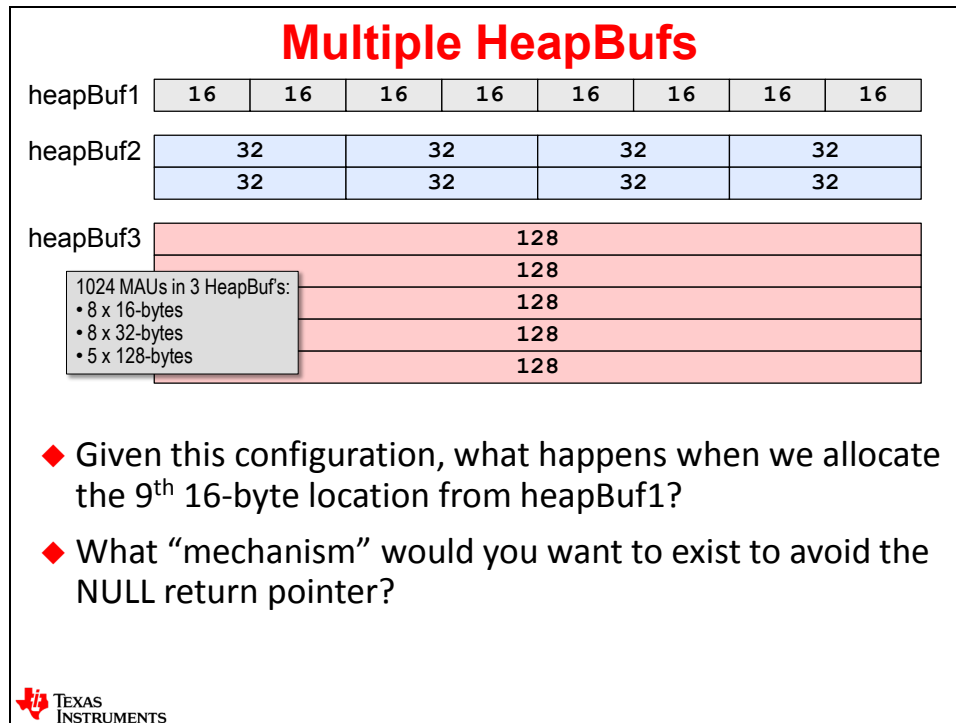 Multiple HeapBufs
heapBuf1 16 16 16 16 16 16 16 16
heapBuf2 32 32 32 32
32 32 32 32
heapBuf3 128
128
128
128
128
1024 MAUs in 3 HeapBuf's:
• 8 x 16-bytes
• 8 x 32-bytes
• 5 x 128-bytes
◆ Given this configuration, what happens when we allocate
the 9th 16-byte location from heapBuf1?
◆ What “mechanism” would you want to exist to avoid the
NULL return pointer?
TEXAS
INSTRUMENTS